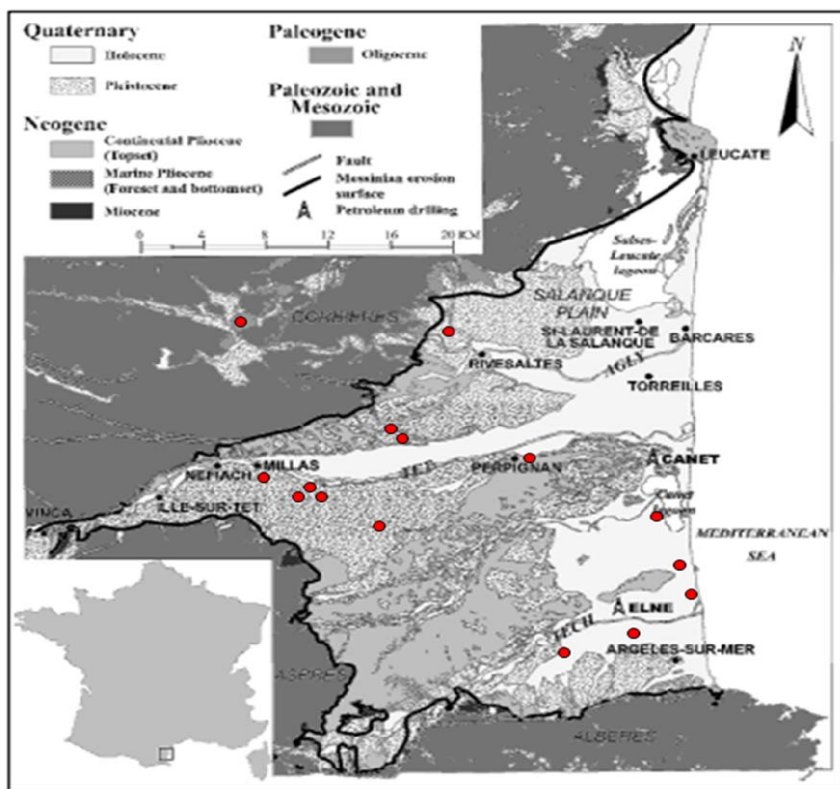 Quaternary
Holocene
Pleistocene
Neogene
Continental Pliocene
(Topset)
Marine Pliocene
(Foreset and bottomset)
Miocene
Paleogene
Oligocene
Paleozoic and
Mesozoic
Fault
Messinian erosion
surface
Petroleum drilling
N
0 4 8 12 16 20 KM
LEUCATE
Salses-
Leucate
lagoon
CORBIERES
SALANQUE
PLAIN
ST-LAURENT-DE
LA SALANQUE
BARCARES
RIVESALTES
AGLY
TORREILLES
NEFIACH
MILLAS
TET
PERPIGNAN
CANET
ILLE-SUR-TET
VINCA
Canet
lagoon
MEDITERRANEAN
SEA
ELNE
TECH
ARGELES-SUR-MER
ASPRES
ALBERES